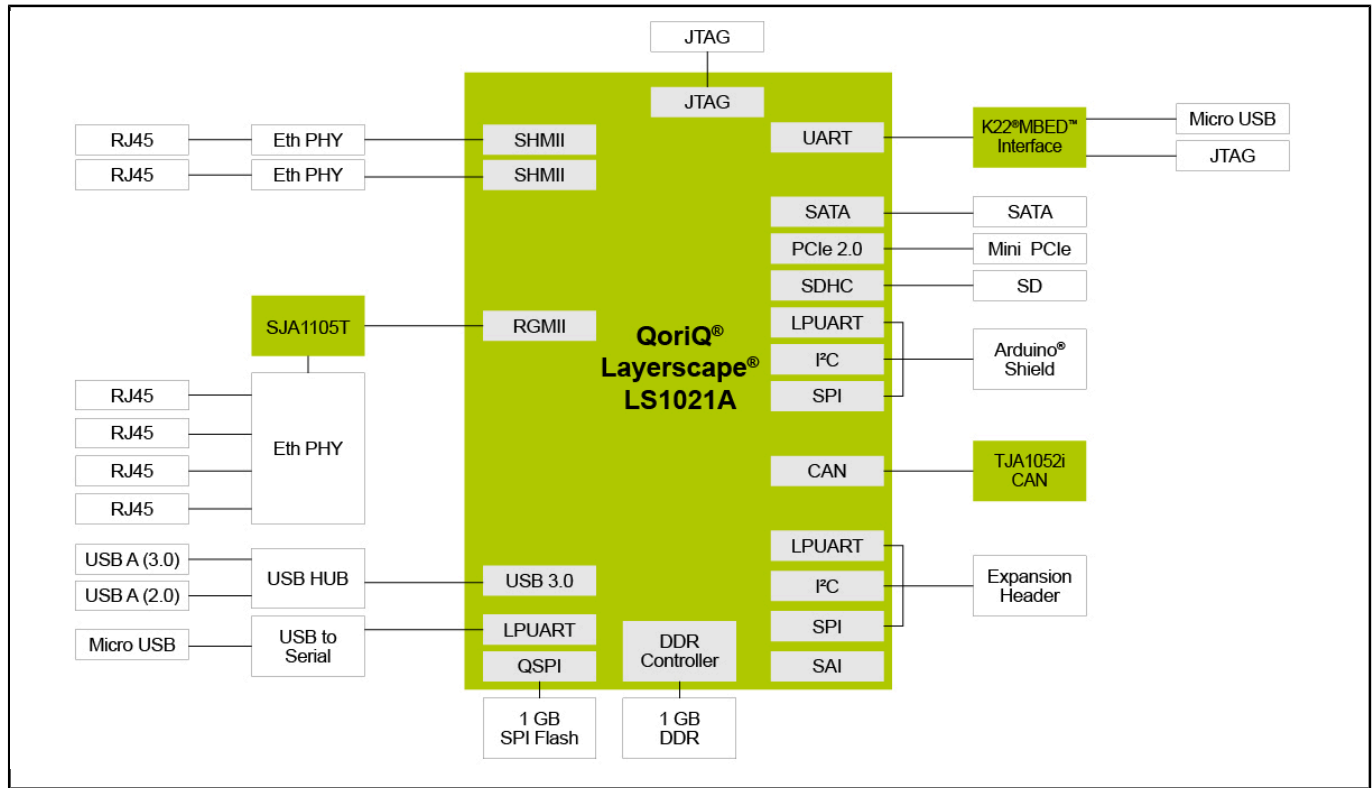 JTAG
JTAG
RJ45
Eth PHY
SHMII
RJ45
Eth PHY
SHMII
UART
K22®MBED™
Interface
Micro USB
JTAG
SATA
SATA
PCIe 2.0
Mini PCIe
SDHC
SD
SJA1105T
RGMII
QoriQ®
Layerscape®
LS1021A
LPUART
I²C
SPI
Arduino®
Shield
RJ45
RJ45
RJ45
RJ45
Eth PHY
CAN
TJA1052i
CAN
USB A (3.0)
USB A (2.0)
USB HUB
USB 3.0
Micro USB
USB to
Serial
LPUART
QSPI
DDR
Controller
LPUART
I²C
SPI
SAI
Expansion
Header
1 GB
SPI Flash
1 GB
DDR